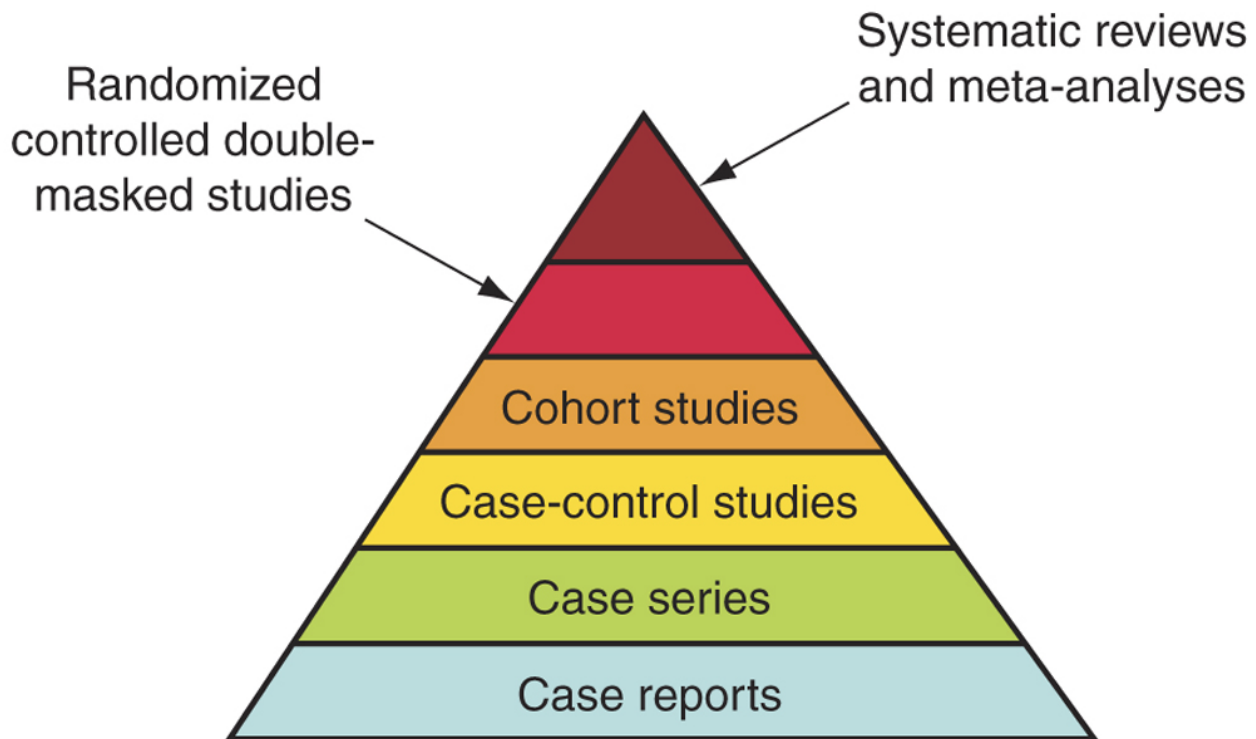 Systematic reviews
and meta-analyses
Randomized
controlled double-
masked studies
Cohort studies
Case-control studies
Case series
Case reports